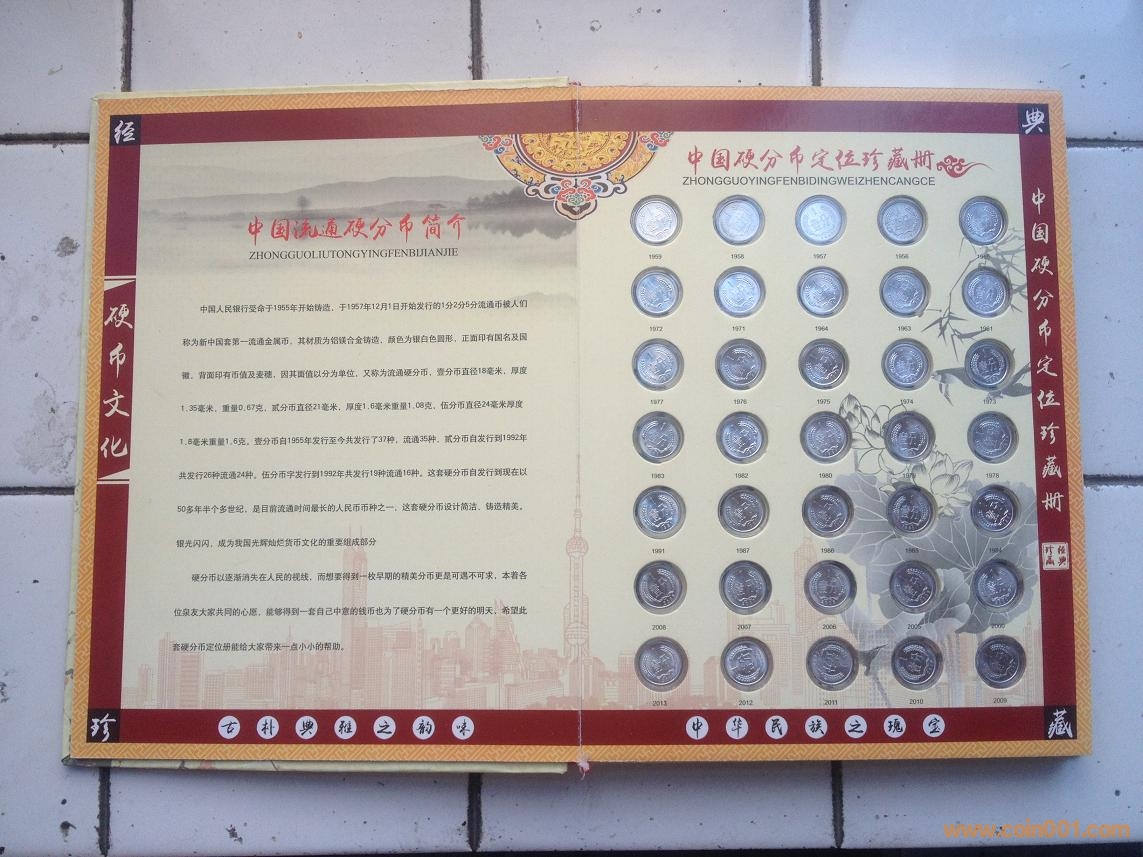 经
典
中国流通硬分币简介
ZHONGGUOLIUTONGYINGFENBIJIANJIE
中国人民银行受命于1955年开始铸造，于1957年12月1日开始发行的1分2分5分流通币被人们
称为新中国套第一流通金属币，其材质为铝镁合金铸造，颜色为银白色圆形，正面印有国名及国
徽，背面印有币值及麦穗，因其面值以分为单位，又称为流通硬分币，壹分币直径18毫米，厚度
1.35毫米，重量0.67克，贰分币直径21毫米，厚度1.6毫米重量1.08克，伍分币直径24毫米厚度
1.8毫米重量1.6克。壹分币自1955年发行至今共发行了37种，流通35种，贰分币自发行到1992年
共发行26种流通24种。伍分币字发行到1992年共发行19种流通16种。这套硬分币自发行到现在以
50多年半个多世纪，是目前流通时间最长的人民币币种之一，这套硬分币设计简洁、铸造精美。
银光闪闪，成为我国光辉灿烂货币文化的重要组成部分
硬分币以逐渐消失在人民的视线，而想要得到一枚早期的精美分币更是可遇不可求，本着各
位泉友大家共同的心愿，能够得到一套自己中意的钱币也为了硬分币有一个更好的明天，希望此
套硬分币定位册能给大家带来一点小小的帮助。
硬币文化
珍
古朴典雅之韵味
中国硬分币定位珍藏册
ZHONGGUOYINGFENBIDINGWEIZHENCANGCE
1959 1958 1957 1956
1972 1971 1964 1963 1961
1977 1976 1975 1974 1973
1983 1982 1980 1978
1991 1987 1986 1985 1984
2008 2007 2006 2005 2000
2013 2012 2011 2010 2009
中国硬分币定位珍藏册
经典
珍藏
中华民族之瑰宝
藏
www.coin001.com